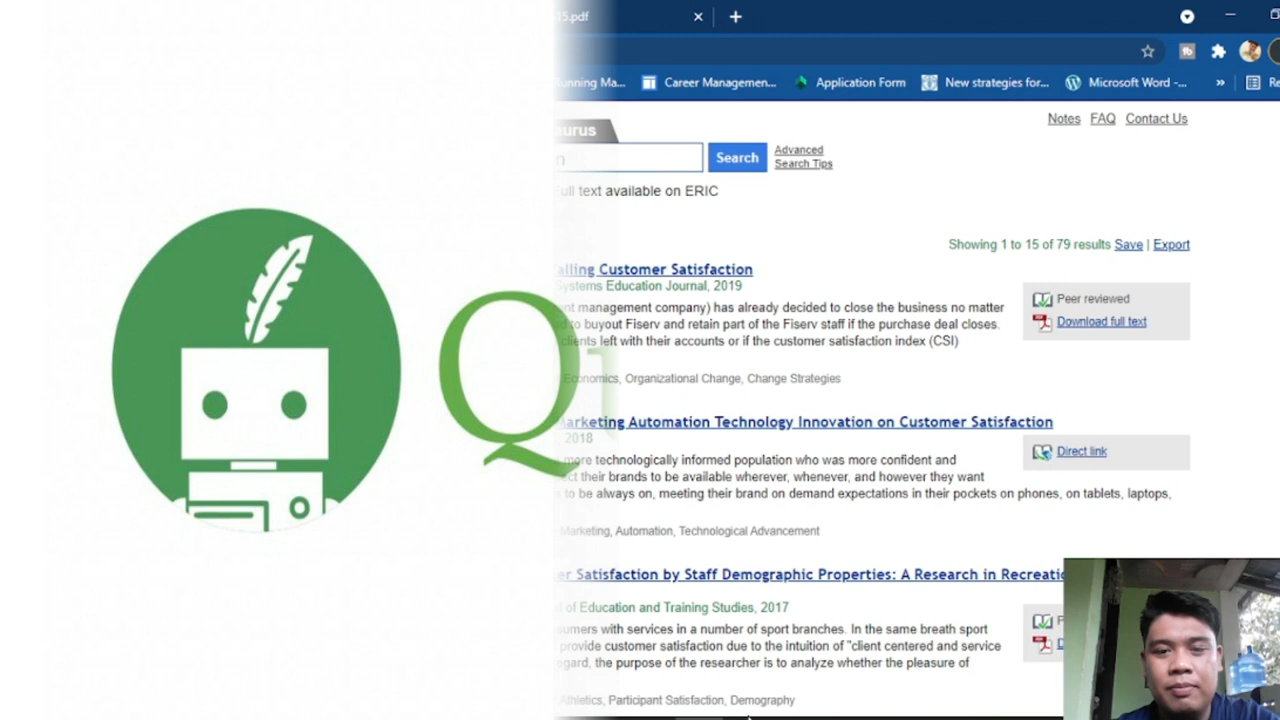 15.pdf
Running Ma... Career Managemen... Application Form New strategies for... Microsoft Word -... » Re
Notes FAQ Contact Us
aurus
Search Advanced
Search Tips
Full text available on ERIC
Showing 1 to 15 of 79 results Save | Export
alling Customer Satisfaction
Systems Education Journal, 2019
nt management company) has already decided to close the business no matter
d to buyout Fiserv and retain part of the Fiserv staff if the purchase deal closes.
clients left with their accounts or if the customer satisfaction index (CSI)
Peer reviewed
Download full text
Economics, Organizational Change, Change Strategies
Q
Marketing Automation Technology Innovation on Customer Satisfaction
2018
more technologically informed population who was more confident and
ct their brands to be available wherever, whenever, and however they want
to be always on, meeting their brand on demand expectations in their pockets on phones, on tablets, laptops,
Direct link
Marketing, Automation, Technological Advancement
er Satisfaction by Staff Demographic Properties: A Research in Recreatio
l of Education and Training Studies, 2017
sumers with services in a number of sport branches. In the same breath sport
provide customer satisfaction due to the intuition of "client centered and service
egard, the purpose of the researcher is to analyze whether the pleasure of
Athletics, Participant Satisfaction, Demography